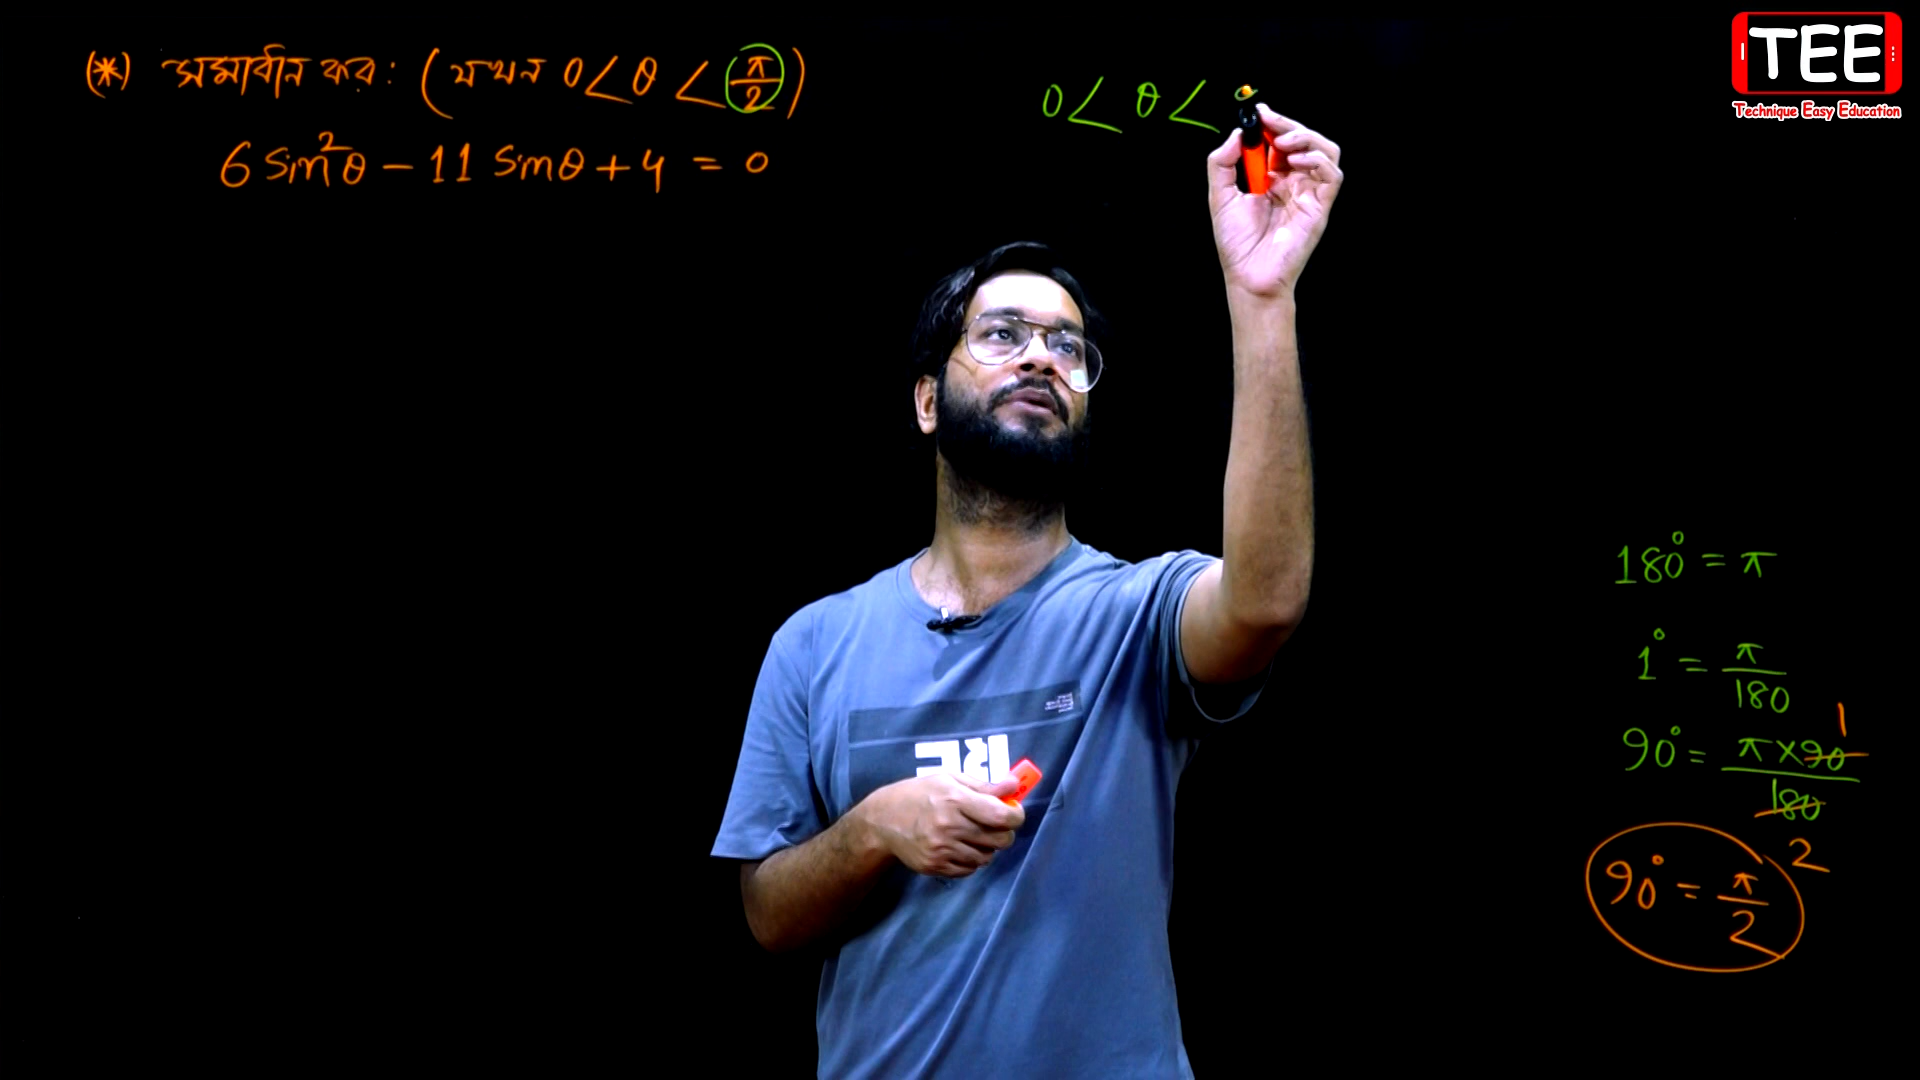 (*) সমাধান কর: (যখন 0 < θ < π/2)
6 Sin²θ − 11 Sinθ + 4 = 0
0 < θ <
TEE
Technique Easy Education
180° = π
1° = π/180
90° = π×90/180
1
2
90° = π/2